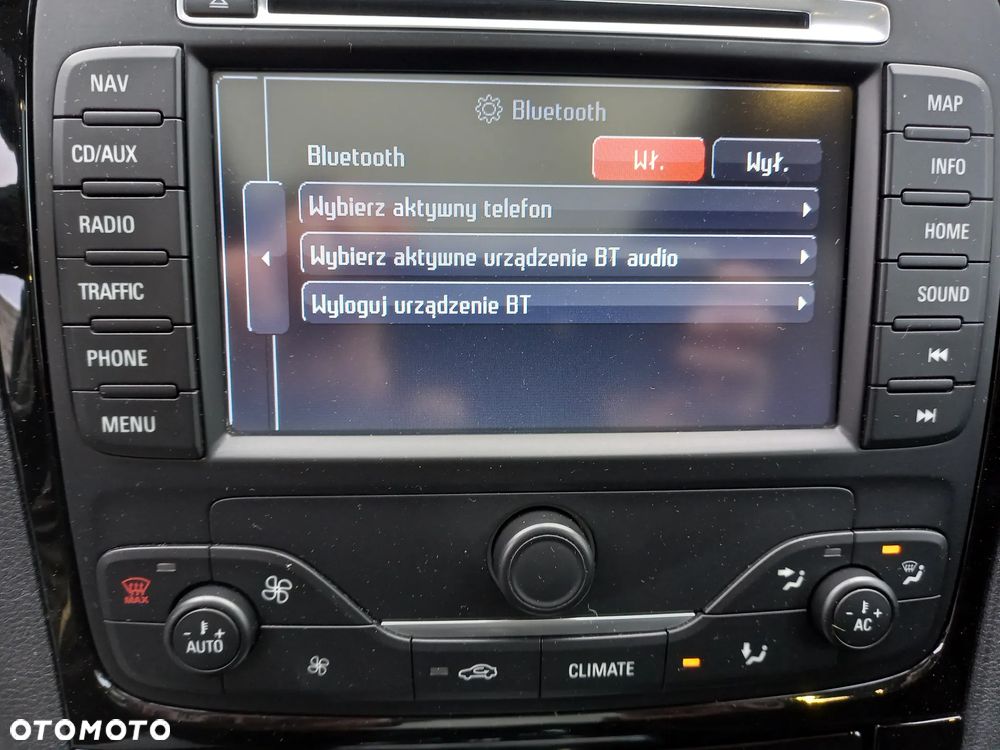 NAV
CD/AUX
RADIO
TRAFFIC
PHONE
MENU
Bluetooth
Bluetooth Wł. Wył.
Wybierz aktywny telefon
Wybierz aktywne urządzenie BT audio
Wyloguj urządzenie BT
MAP
INFO
HOME
SOUND
MAX
- +
AUTO
CLIMATE
- +
AC
OTOMOTO